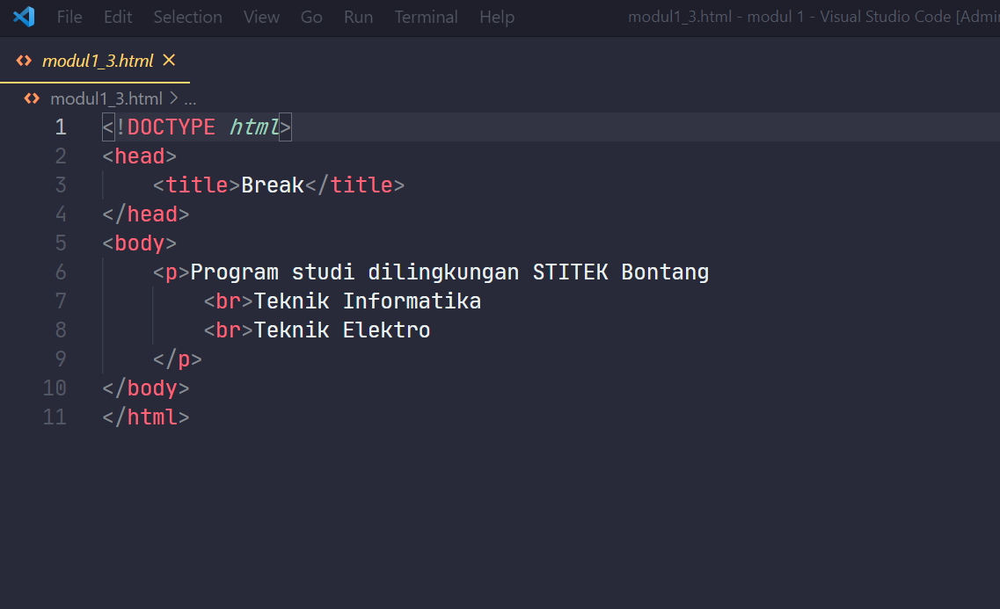 File Edit Selection View Go Run Terminal Help modul1_3.html - modul 1 - Visual Studio Code [Admi
modul1_3.html
modul1_3.html > ...
1 <!DOCTYPE html>
2 <head>
3 <title>Break</title>
4 </head>
5 <body>
6 <p>Program studi dilingkungan STITEK Bontang
7 <br>Teknik Informatika
8 <br>Teknik Elektro
9 </p>
10 </body>
11 </html>